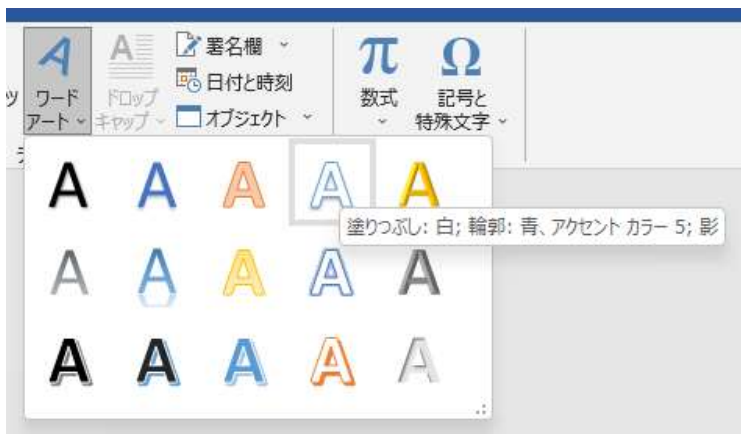 A
A
署名欄
日付と時刻
オブジェクト
ッ
ワード
アート
ドロップ
キャップ
π
数式
Ω
記号と
特殊文字
A A A A A
塗りつぶし: 白; 輪郭: 青、アクセント カラー 5; 影
A A A A A
A A A A A